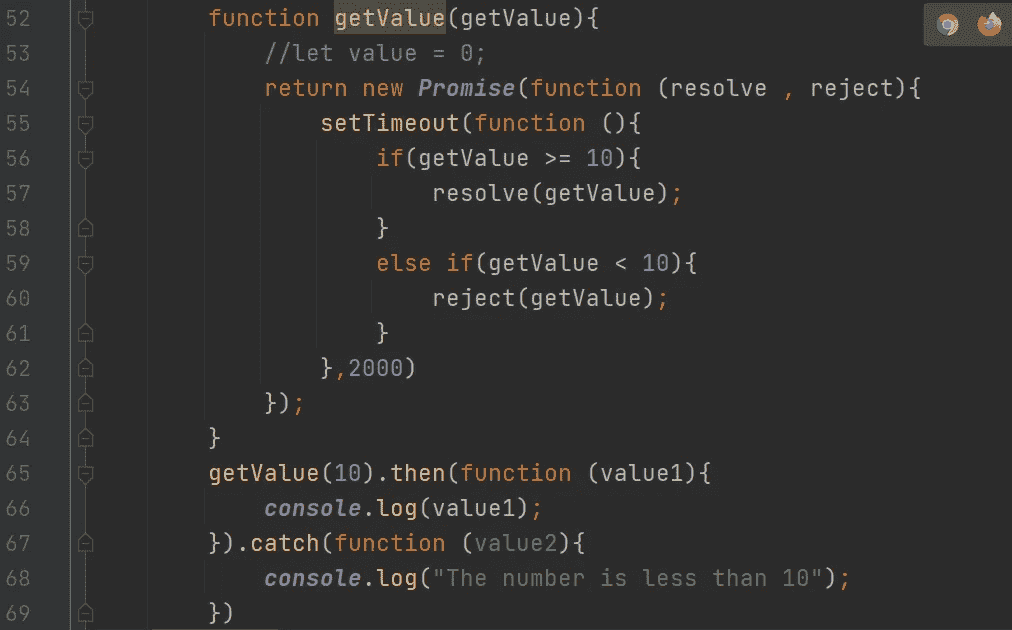 52 function getValue(getValue){
53 //let value = 0;
54 return new Promise(function (resolve , reject){
55 setTimeout(function (){
56 if(getValue >= 10){
57 resolve(getValue);
58 }
59 else if(getValue < 10){
60 reject(getValue);
61 }
62 },2000)
63 });
64 }
65 getValue(10).then(function (value1){
66 console.log(value1);
67 }).catch(function (value2){
68 console.log("The number is less than 10");
69 })